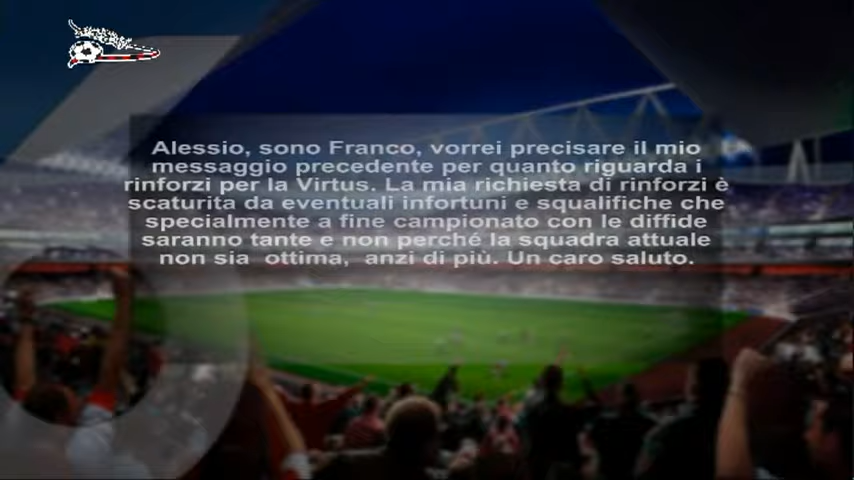 Alessio, sono Franco, vorrei precisare il mio
messaggio precedente per quanto riguarda i
rinforzi per la Virtus. La mia richiesta di rinforzi è
scaturita da eventuali infortuni e squalifiche che
specialmente a fine campionato con le diffide
saranno tante e non perché la squadra attuale
non sia  ottima,  anzi di più. Un caro saluto.